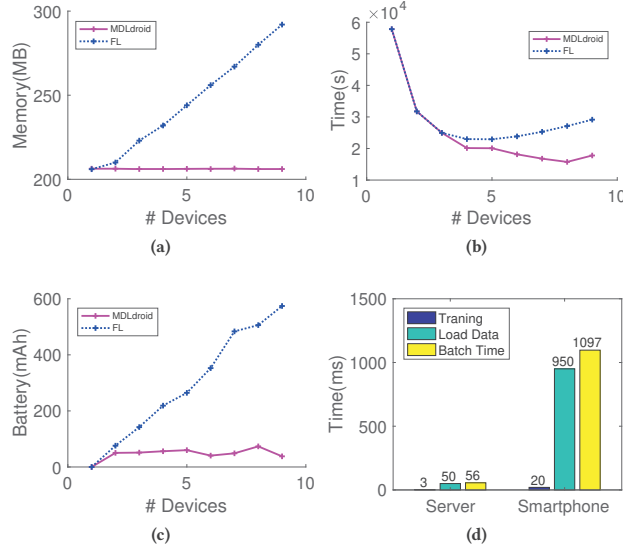 MDLdroid
FL
Memory(MB)
300
250
200
0
5
10
# Devices
(a)
×10⁴
MDLdroid
FL
Time(s)
6
5
4
3
2
1
0
5
10
# Devices
(b)
MDLdroid
FL
Battery(mAh)
600
400
200
0
0
5
10
# Devices
(c)
Traning
Load Data
Batch Time
Time(ms)
1500
1000
500
0
3
50
56
20
950
1097
Server
Smartphone
(d)